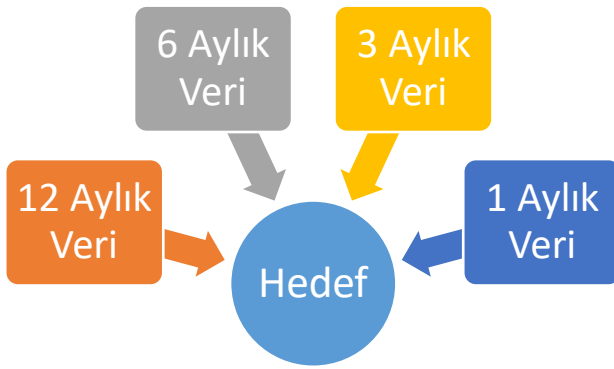 6 Aylık
Veri
3 Aylık
Veri
12 Aylık
Veri
1 Aylık
Veri
Hedef